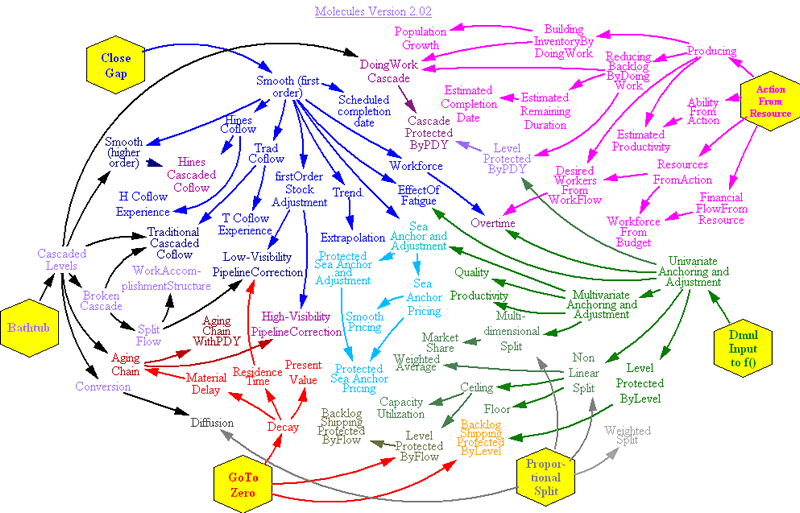 Molecules Version 2.02
Close
Gap
Population
Growth
Building
InventoryBy
DoingWork
DoingWork
Cascade
Reducing
Backlog
ByDoing
Work
Producing
Action
From
Resource
Smooth (first
order)
Scheduled
completion
date
Estimated
Completion
Date
Estimated
Remaining
Duration
Ability
From
Action
Cascade
Protected
ByPDY
Estimated
Productivity
Hines
Coflow
Smooth
(higher
order)
Hines
Cascaded
Coflow
Trad
Coflow
Level
Protected
ByPDY
Workforce
Desired
Workers
From
WorkFlow
Resources
FromAction
firstOrder
Stock
Adjustment
Trend
EffectOf
Fatigue
Financial
FlowFrom
Resource
H Coflow
Experience
T Coflow
Experience
Overtime
Workforce
From
Budget
Traditional
Cascaded
Coflow
Extrapolation
Sea
Anchor and
Adjustment
Cascaded
Levels
Low-Visibility
PipelineCorrection
Protected
Sea Anchor
and
Adjustment
Univariate
Anchoring and
Adjustment
WorkAccom-
plishmentStructure
Quality
Broken
Cascade
Sea
Anchor
Pricing
Productivity
Multivariate
Anchoring and
Adjustment
Bathtub
Split
Flow
Aging
Chain
WithPDY
High-Visibility
PipelineCorrection
Smooth
Pricing
Multi-
dimensional
Split
Market
Share
Dmnl
Input
to f()
Aging
Chain
Weighted
Average
Non
Linear
Split
Protected
Sea Anchor
Pricing
Present
Value
Residence
Time
Material
Delay
Conversion
Level
Protected
ByLevel
Ceiling
Capacity
Utilization
Floor
Diffusion
Decay
Backlog
Shipping
Protected
ByFlow
Level
Protected
ByFlow
Backlog
Shipping
Protected
ByLevel
Weighted
Split
GoTo
Zero
Propor-
tional
Split